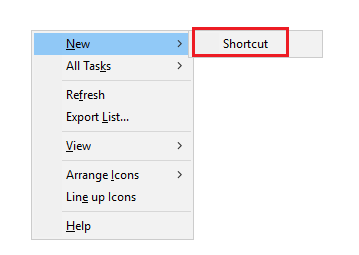 New
Shortcut
All Tasks
Refresh
Export List...
View
Arrange Icons
Line up Icons
Help